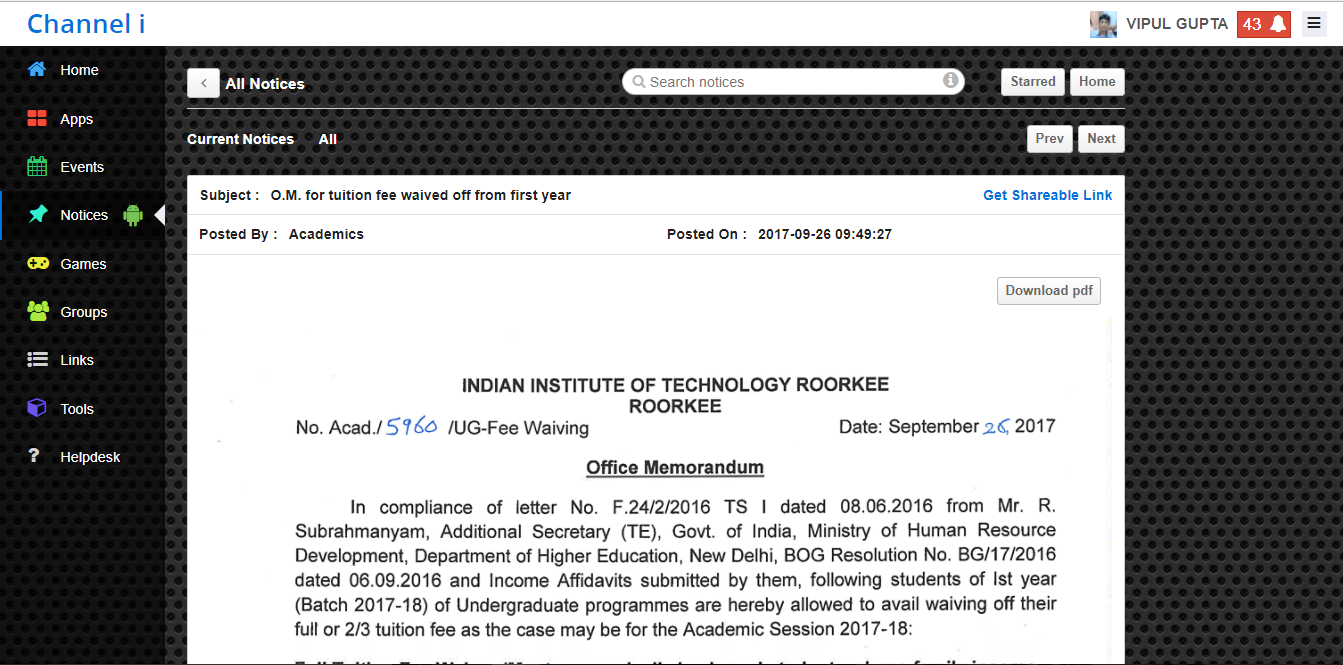 Channel i
VIPUL GUPTA 43
Home
Apps
Events
Notices
Games
Groups
Links
Tools
Helpdesk
All Notices
Search notices
Starred Home
Current Notices All
Prev Next
Subject : O.M. for tuition fee waived off from first year
Get Shareable Link
Posted By : Academics
Posted On : 2017-09-26 09:49:27
Download pdf
INDIAN INSTITUTE OF TECHNOLOGY ROORKEE
ROORKEE
No. Acad./5960 /UG-Fee Waiving
Date: September 26, 2017
Office Memorandum
In compliance of letter No. F.24/2/2016 TS I dated 08.06.2016 from Mr. R.
Subrahmanyam, Additional Secretary (TE), Govt. of India, Ministry of Human Resource
Development, Department of Higher Education, New Delhi, BOG Resolution No. BG/17/2016
dated 06.09.2016 and Income Affidavits submitted by them, following students of Ist year
(Batch 2017-18) of Undergraduate programmes are hereby allowed to avail waiving off their
full or 2/3 tuition fee as the case may be for the Academic Session 2017-18: